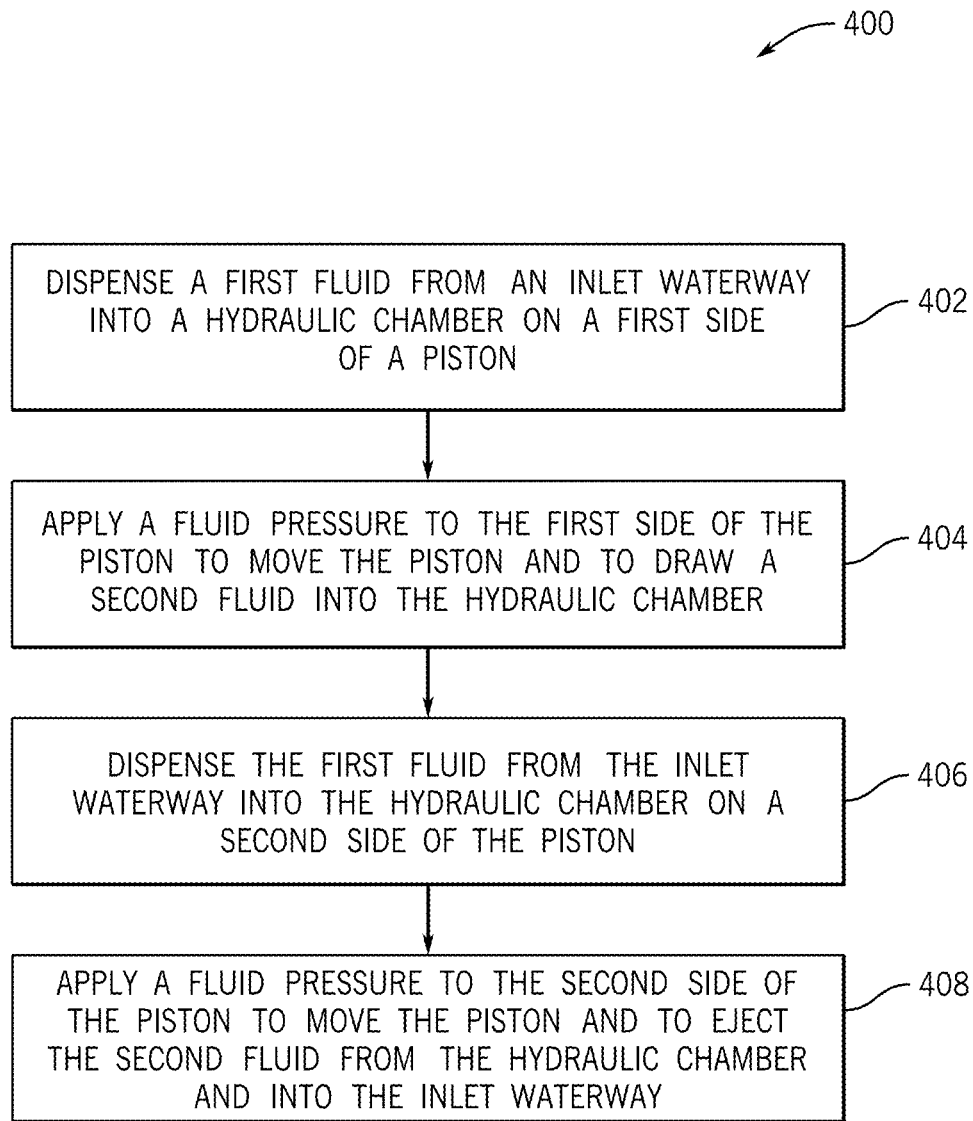 400
DISPENSE A FIRST FLUID FROM AN INLET WATERWAY
INTO A HYDRAULIC CHAMBER ON A FIRST SIDE
OF A PISTON
402
APPLY A FLUID PRESSURE TO THE FIRST SIDE OF THE
PISTON TO MOVE THE PISTON AND TO DRAW A
SECOND FLUID INTO THE HYDRAULIC CHAMBER
404
DISPENSE THE FIRST FLUID FROM THE INLET
WATERWAY INTO THE HYDRAULIC CHAMBER ON A
SECOND SIDE OF THE PISTON
406
APPLY A FLUID PRESSURE TO THE SECOND SIDE OF
THE PISTON TO MOVE THE PISTON AND TO EJECT
THE SECOND FLUID FROM THE HYDRAULIC CHAMBER
AND INTO THE INLET WATERWAY
408